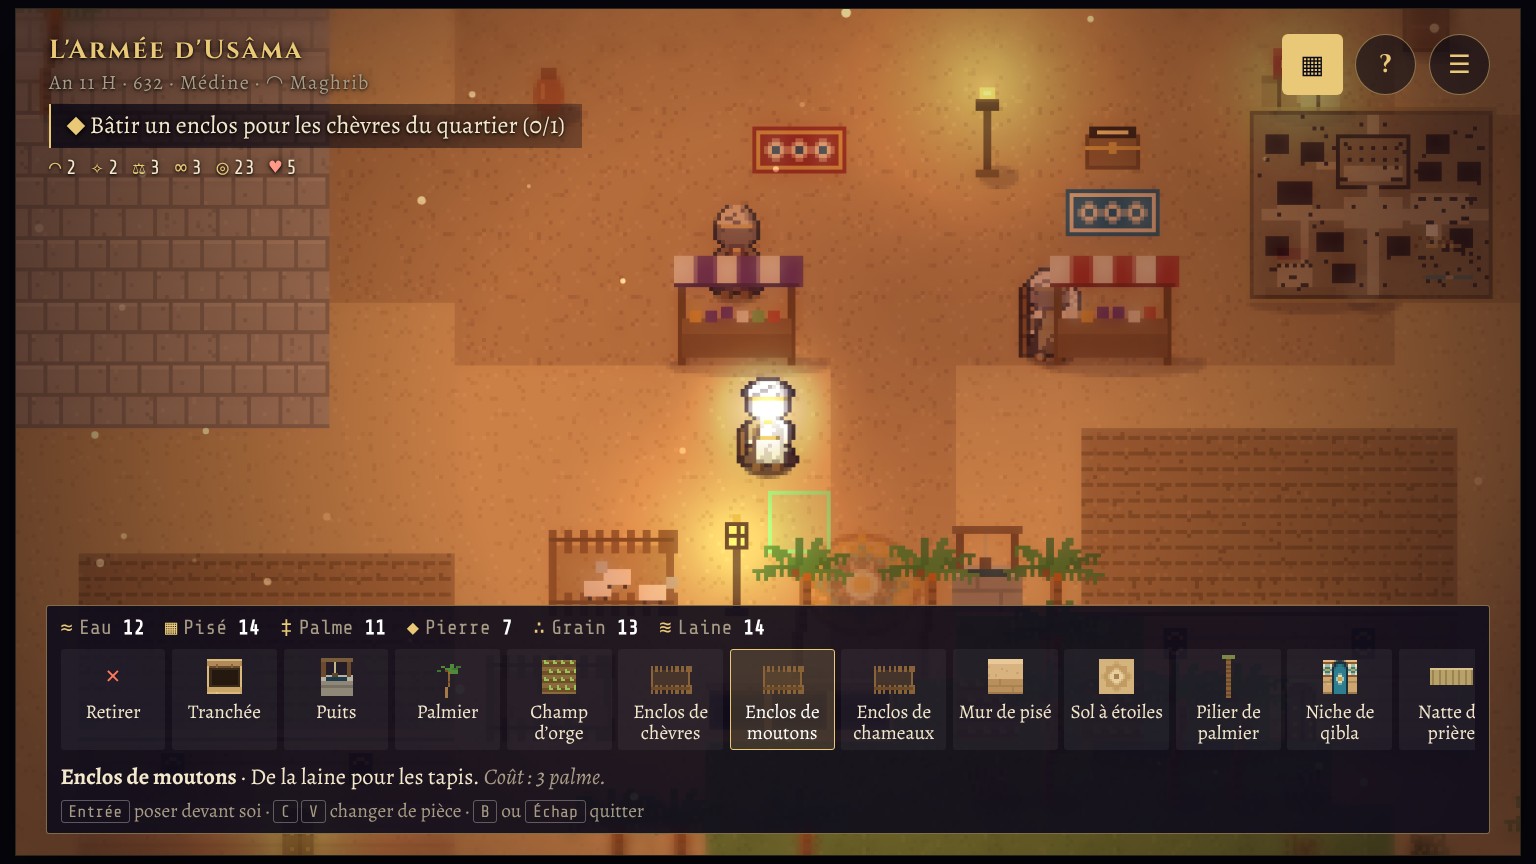 L'Armée d'Usâma
An 11 H · 632 · Médine · ◠ Maghrib
◆ Bâtir un enclos pour les chèvres du quartier (0/1)
◠ 2 ✧ 2 ⚖ 3 ∞ 3 ◎ 23 ♥ 5
▦ ? ☰
≈ Eau 12 ▦ Pisé 14 ‡ Palme 11 ◆ Pierre 7 ∴ Grain 13 ≋ Laine 14
✕
Retirer
Tranchée
Puits
Palmier
Champ d'orge
Enclos de chèvres
Enclos de moutons
Enclos de chameaux
Mur de pisé
Sol à étoiles
Pilier de palmier
Niche de qibla
Natte d
prière
Enclos de moutons · De la laine pour les tapis. Coût : 3 palme.
Entrée poser devant soi · C V changer de pièce · B ou Échap quitter